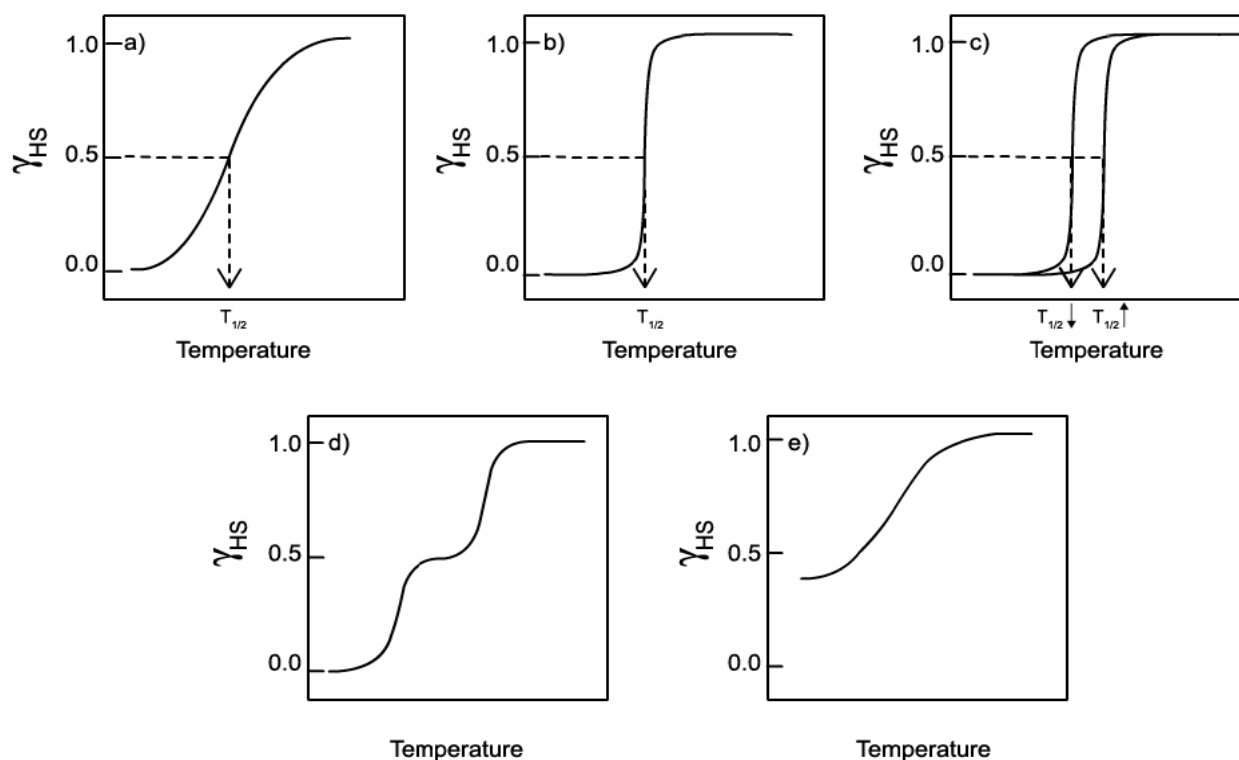 a)
1.0
0.5
0.0
γHS
T1/2
Temperature
b)
1.0
0.5
0.0
γHS
T1/2
Temperature
c)
1.0
0.5
0.0
γHS
T1/2↓ T1/2↑
Temperature
d)
1.0
0.5
0.0
γHS
Temperature
e)
1.0
0.5
0.0
γHS
Temperature